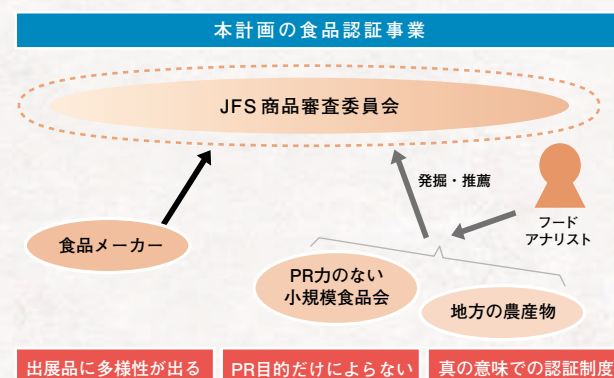 本計画の食品認証事業
JFS商品審査委員会
発掘・推薦
フード
アナリスト
食品メーカー
PR力のない
小規模食品会
地方の農産物
出展品に多様性が出る
PR目的だけによらない
真の意味での認証制度